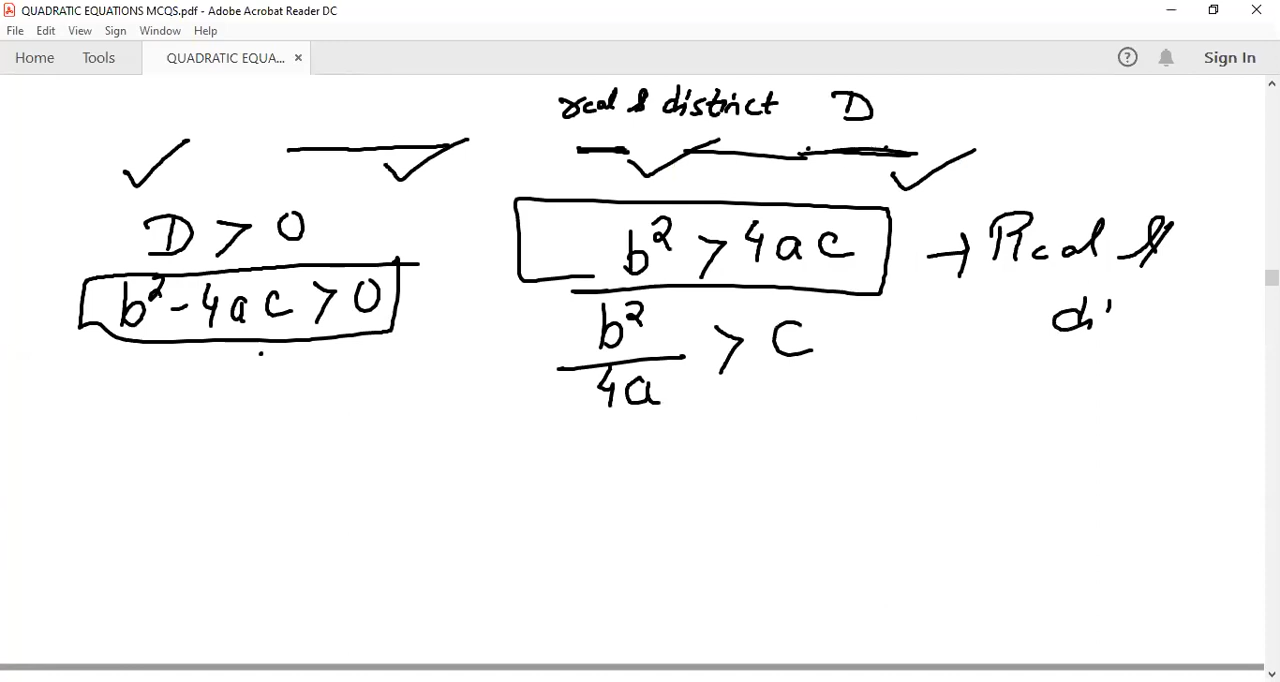 QUADRATIC EQUATIONS MCQS.pdf - Adobe Acrobat Reader DC
File Edit View Sign Window Help
Home Tools QUADRATIC EQUA... × Sign In
real & district D
D > 0
b² - 4ac > 0
b² > 4ac → Real &
di
b²/4a > C